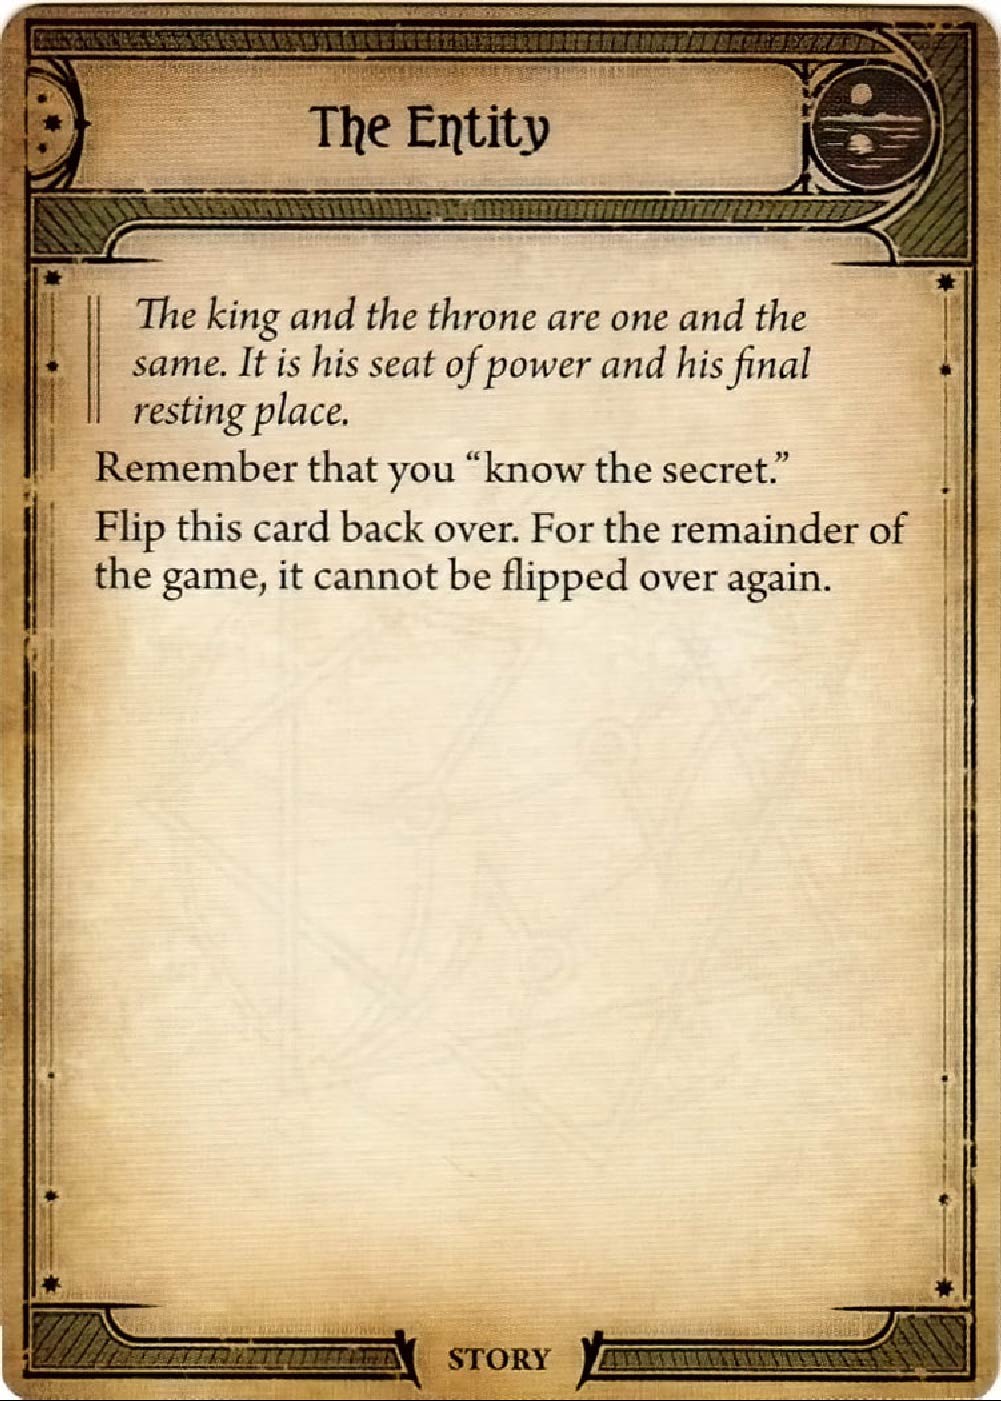 The Entity
The king and the throne are one and the
same. It is his seat of power and his final
resting place.
Remember that you “know the secret.”
Flip this card back over. For the remainder of
the game, it cannot be flipped over again.
STORY